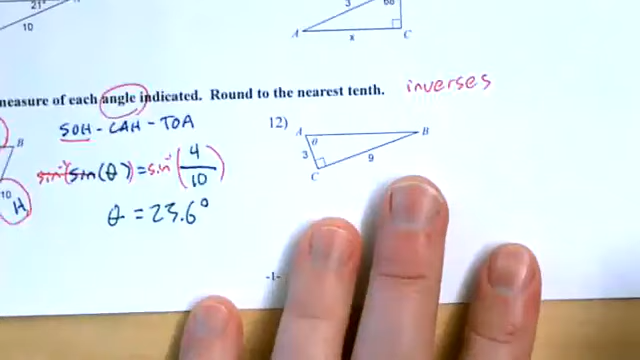 21°
10
3
A
x
C
measure of each angle indicated. Round to the nearest tenth. inverses
SOH - CAH - TOA
12)
A
B
θ
3
9
C
B
10
H
sin⁻¹(sin(θ)) = sin⁻¹(4/10)
θ = 23.6°
-1-